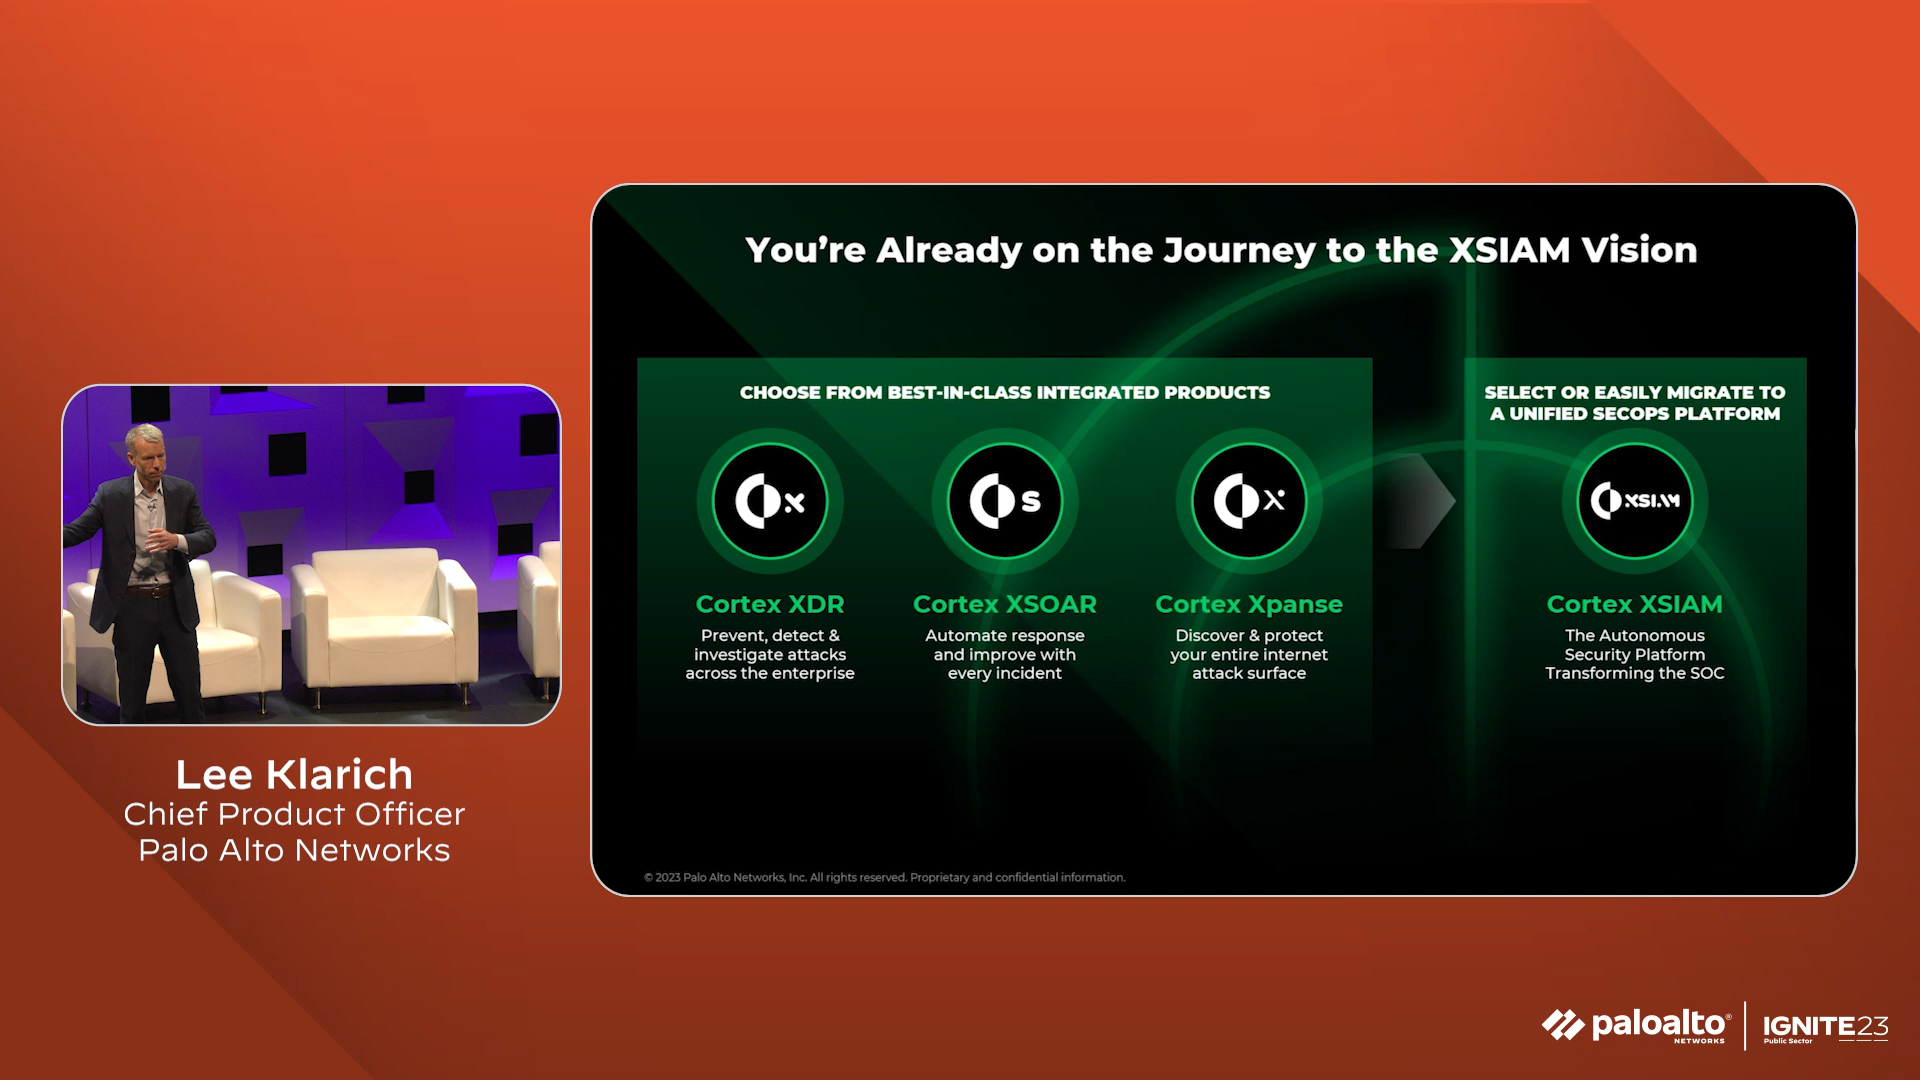 You're Already on the Journey to the XSIAM Vision
CHOOSE FROM BEST-IN-CLASS INTEGRATED PRODUCTS
x
s
X
Cortex XDR
Prevent, detect &
investigate attacks
across the enterprise
Cortex XSOAR
Automate response
and improve with
every incident
Cortex Xpanse
Discover & protect
your entire internet
attack surface
SELECT OR EASILY MIGRATE TO
A UNIFIED SECOPS PLATFORM
XSIAM
Cortex XSIAM
The Autonomous
Security Platform
Transforming the SOC
© 2023 Palo Alto Networks, Inc. All rights reserved. Proprietary and confidential information.
Lee Klarich
Chief Product Officer
Palo Alto Networks
paloalto®
NETWORKS
IGNITE23
Public Sector